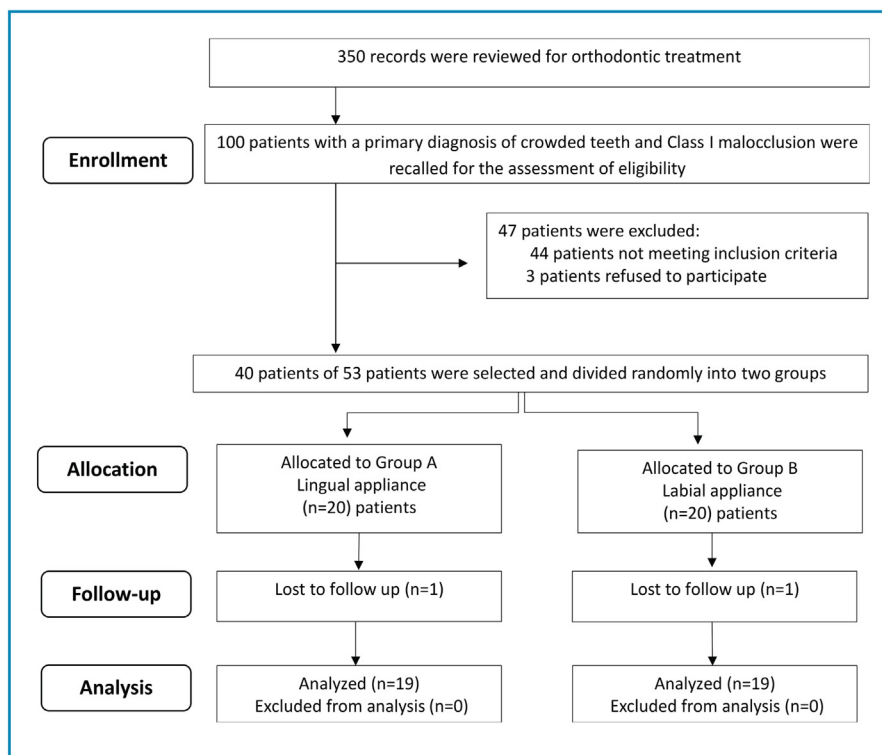 350 records were reviewed for orthodontic treatment
Enrollment
100 patients with a primary diagnosis of crowded teeth and Class I malocclusion were
recalled for the assessment of eligibility
47 patients were excluded:
44 patients not meeting inclusion criteria
3 patients refused to participate
40 patients of 53 patients were selected and divided randomly into two groups
Allocation
Allocated to Group A
Lingual appliance
(n=20) patients
Allocated to Group B
Labial appliance
(n=20) patients
Follow-up
Lost to follow up (n=1)
Lost to follow up (n=1)
Analysis
Analyzed (n=19)
Excluded from analysis (n=0)
Analyzed (n=19)
Excluded from analysis (n=0)